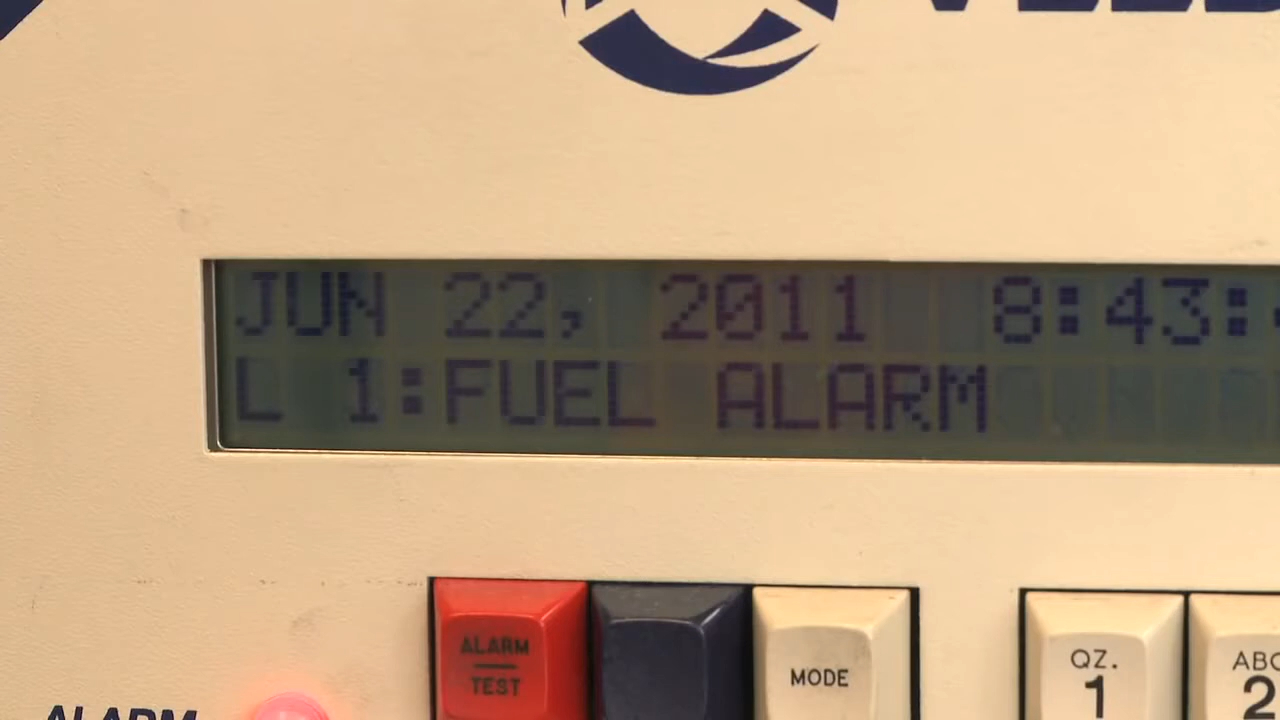 JUN 22, 2011 8:43:
L 1:FUEL ALARM
ALARM
TEST
MODE
QZ.
1
ABC
2
ALARM